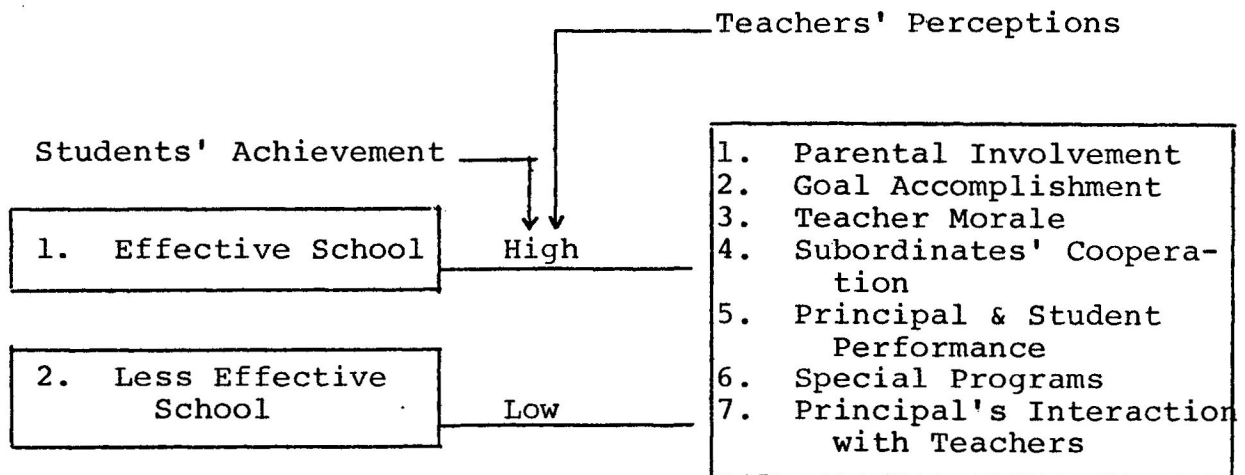 Teachers' Perceptions
Students' Achievement
1. Effective School
High
2. Less Effective
School
Low
1. Parental Involvement
2. Goal Accomplishment
3. Teacher Morale
4. Subordinates' Coopera-
tion
5. Principal & Student
Performance
6. Special Programs
7. Principal's Interaction
with Teachers